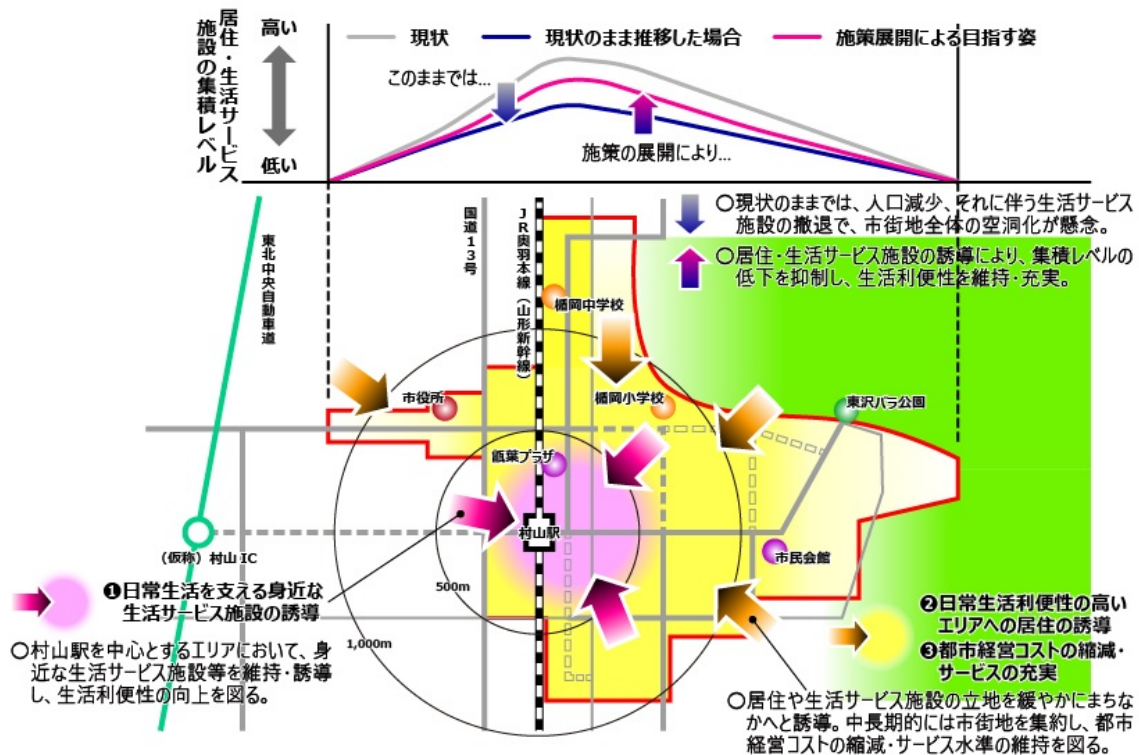 居住・生活サービス
施設の集積レベル
高い
低い
現状
現状のまま推移した場合
施策展開による目指す姿
このままでは…
施策の展開により…
○現状のままでは、人口減少、それに伴う生活サービス
施設の撤退で、市街地全体の空洞化が懸念。
○居住・生活サービス施設の誘導により、集積レベルの
低下を抑制し、生活利便性を維持・充実。
東北中央自動車道
国道13号
JR奥羽本線（山形新幹線）
楯岡中学校
市役所
楯岡小学校
東沢バラ公園
甑葉プラザ
村山駅
（仮称）村山IC
市民会館
500m
1,000m
❶日常生活を支える身近な
生活サービス施設の誘導
○村山駅を中心とするエリアにおいて、身
近な生活サービス施設等を維持・誘導
し、生活利便性の向上を図る。
❷日常生活利便性の高い
エリアへの居住の誘導
❸都市経営コストの縮減・
サービスの充実
○居住や生活サービス施設の立地を緩やかにまちな
かへと誘導。中長期的には市街地を集約し、都市
経営コストの縮減・サービス水準の維持を図る。